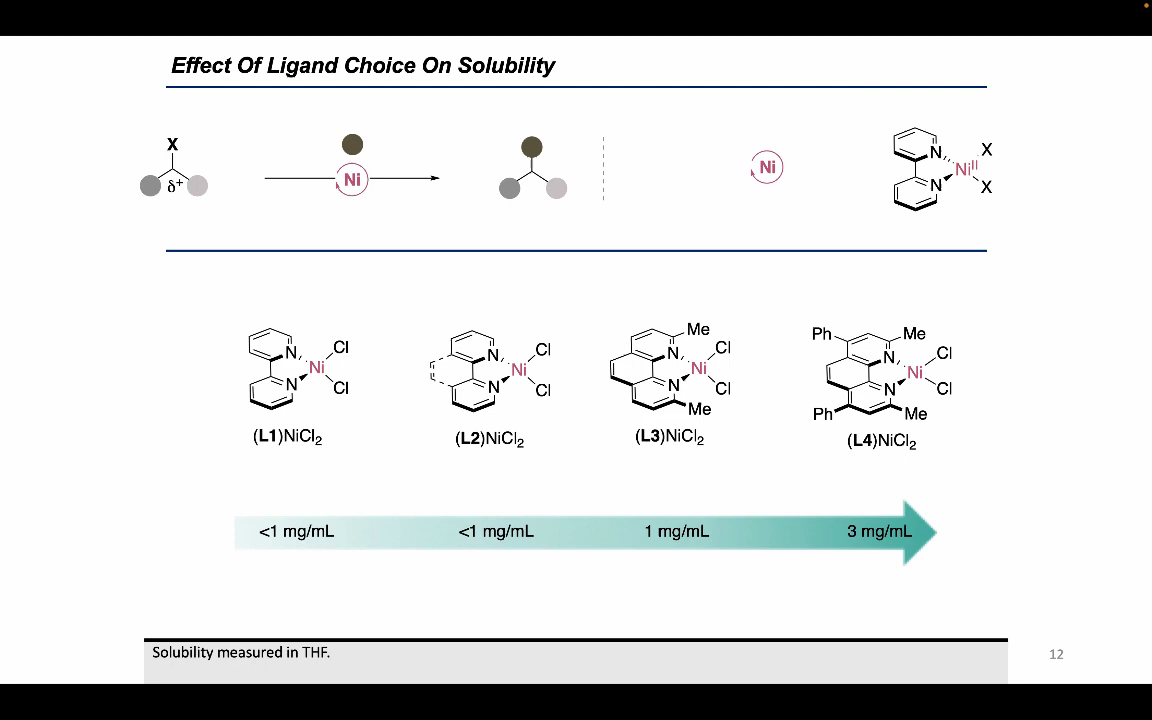 Effect Of Ligand Choice On Solubility
X
δ+
Ni
Ni
N
N
NiII
X
X
N
N
Ni
Cl
Cl
(L1)NiCl2
N
N
Ni
Cl
Cl
(L2)NiCl2
Me
N
N
Ni
Cl
Cl
Me
(L3)NiCl2
Ph
Me
N
N
Ni
Cl
Cl
Ph
Me
(L4)NiCl2
<1 mg/mL
<1 mg/mL
1 mg/mL
3 mg/mL
Solubility measured in THF.
12